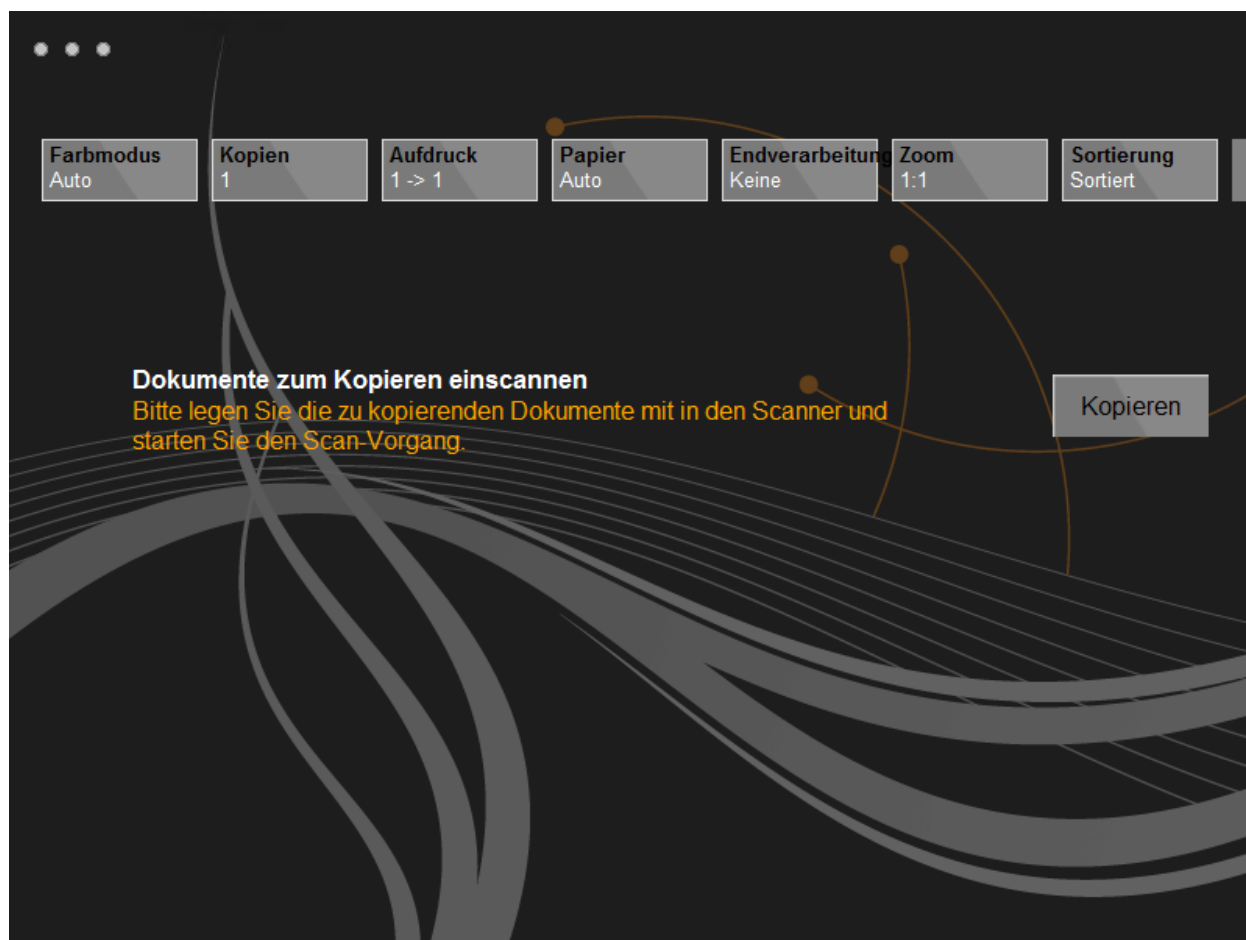 Farbmodus
Auto
Kopien
1
Aufdruck
1 -> 1
Papier
Auto
Endverarbeitung
Keine
Zoom
1:1
Sortierung
Sortiert
Dokumente zum Kopieren einscannen
Bitte legen Sie die zu kopierenden Dokumente mit in den Scanner und
starten Sie den Scan-Vorgang.
Kopieren